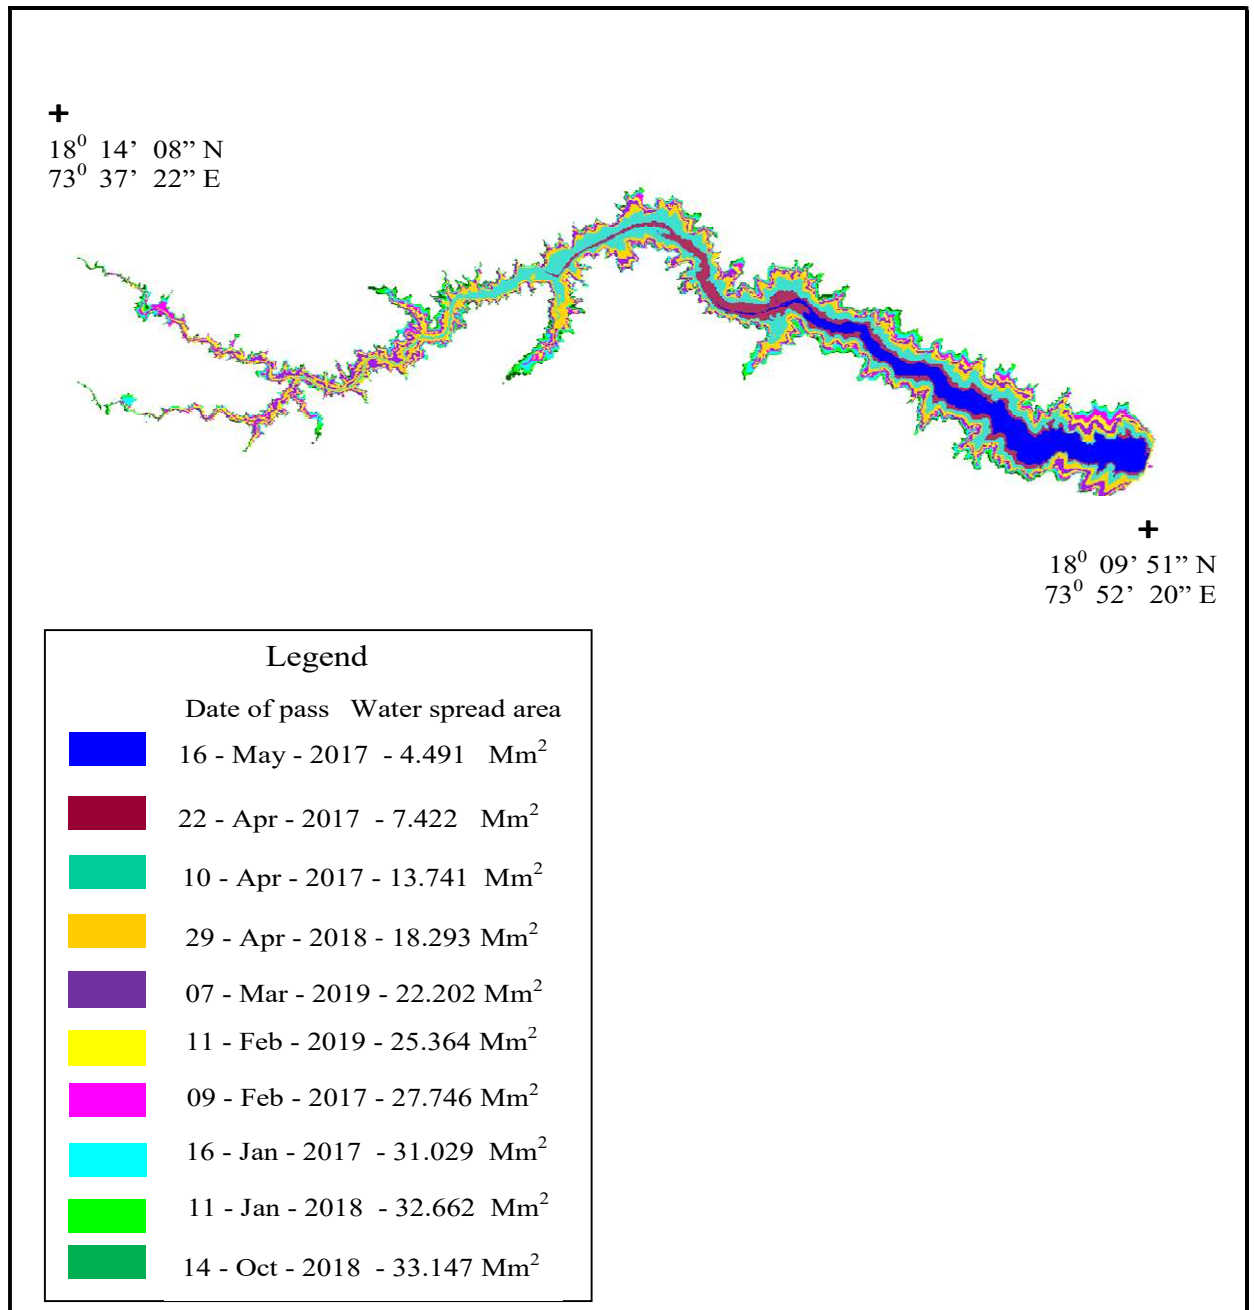 +
18⁰ 14’ 08” N
73⁰ 37’ 22” E
+
18⁰ 09’ 51” N
73⁰ 52’ 20” E
Legend
Date of pass Water spread area
16 - May - 2017 - 4.491 Mm²
22 - Apr - 2017 - 7.422 Mm²
10 - Apr - 2017 - 13.741 Mm²
29 - Apr - 2018 - 18.293 Mm²
07 - Mar - 2019 - 22.202 Mm²
11 - Feb - 2019 - 25.364 Mm²
09 - Feb - 2017 - 27.746 Mm²
16 - Jan - 2017 - 31.029 Mm²
11 - Jan - 2018 - 32.662 Mm²
14 - Oct - 2018 - 33.147 Mm²